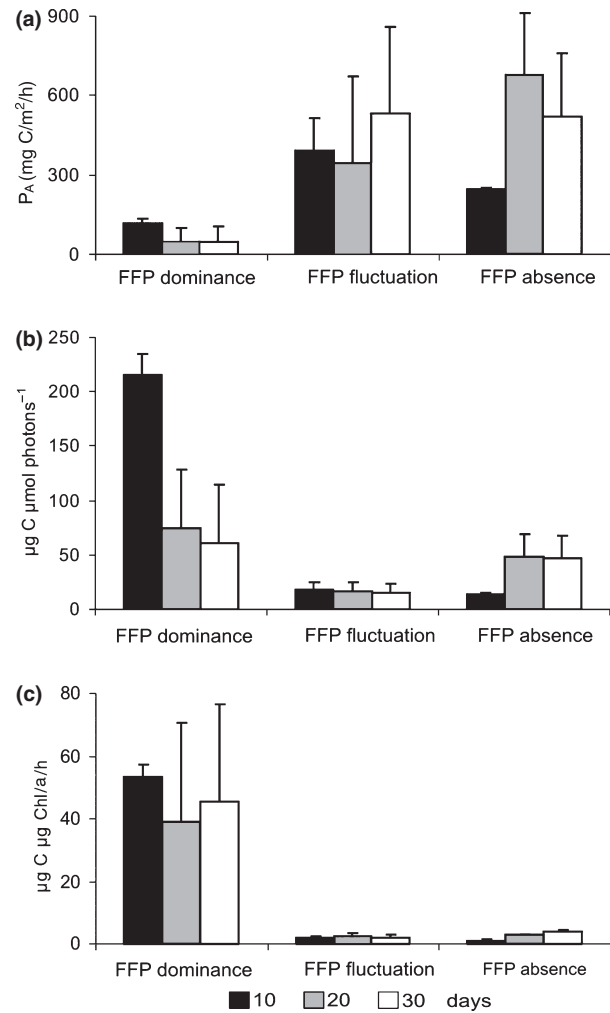 (a)
900
600
300
0
P_A (mg C/m²/h)
FFP dominance FFP fluctuation FFP absence
(b)
250
200
150
100
50
0
µg C µmol photons⁻¹
FFP dominance FFP fluctuation FFP absence
(c)
80
60
40
20
0
µg C µg Chl/a/h
FFP dominance FFP fluctuation FFP absence
10 20 30 days